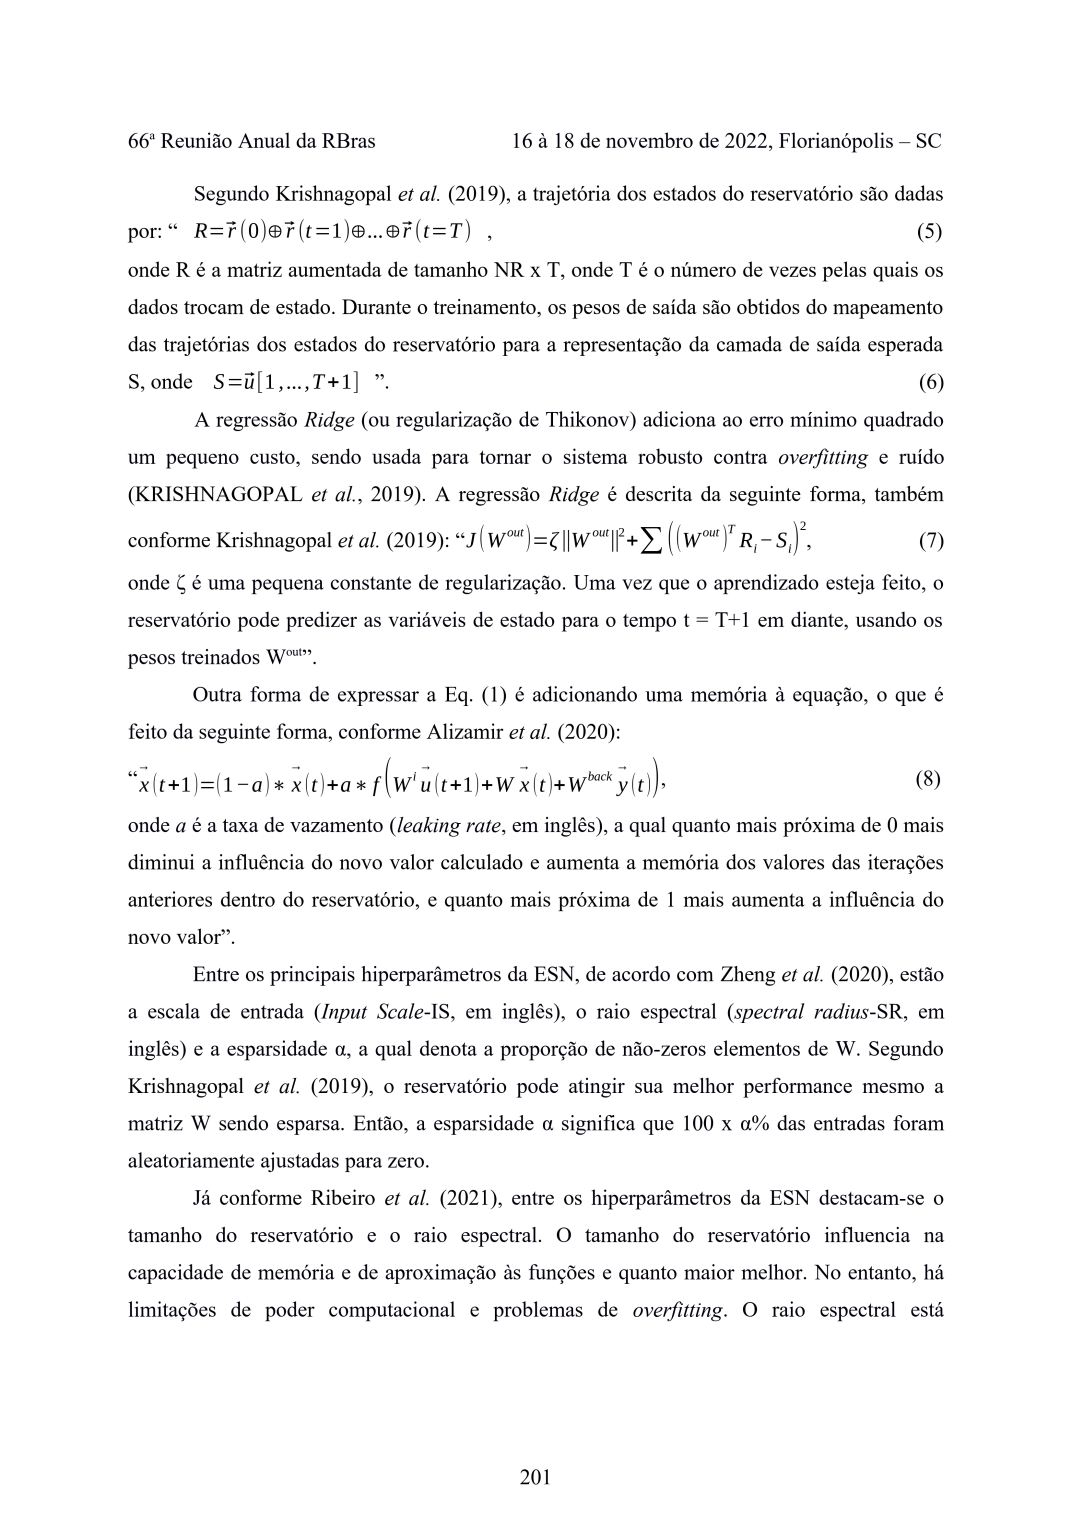 66ª Reunião Anual da RBras 16 à 18 de novembro de 2022, Florianópolis – SC
Segundo Krishnagopal et al. (2019), a trajetória dos estados do reservatório são dadas
por: “ R=r⃗(0)⊕r⃗(t=1)⊕...⊕r⃗(t=T) , (5)
onde R é a matriz aumentada de tamanho NR x T, onde T é o número de vezes pelas quais os
dados trocam de estado. Durante o treinamento, os pesos de saída são obtidos do mapeamento
das trajetórias dos estados do reservatório para a representação da camada de saída esperada
S, onde S=u⃗[1,...,T+1] ”. (6)
A regressão Ridge (ou regularização de Thikonov) adiciona ao erro mínimo quadrado
um pequeno custo, sendo usada para tornar o sistema robusto contra overfitting e ruído
(KRISHNAGOPAL et al., 2019). A regressão Ridge é descrita da seguinte forma, também
conforme Krishnagopal et al. (2019): “J(W^out)=ζ||W^out||²+∑((W^out)^T R_i−S_i)², (7)
onde ζ é uma pequena constante de regularização. Uma vez que o aprendizado esteja feito, o
reservatório pode predizer as variáveis de estado para o tempo t = T+1 em diante, usando os
pesos treinados W^out”.
Outra forma de expressar a Eq. (1) é adicionando uma memória à equação, o que é
feito da seguinte forma, conforme Alizamir et al. (2020):
“x⃗(t+1)=(1−a)∗x⃗(t)+a∗f(W^i u⃗(t+1)+W x⃗(t)+W^back y⃗(t)), (8)
onde a é a taxa de vazamento (leaking rate, em inglês), a qual quanto mais próxima de 0 mais
diminui a influência do novo valor calculado e aumenta a memória dos valores das iterações
anteriores dentro do reservatório, e quanto mais próxima de 1 mais aumenta a influência do
novo valor”.
Entre os principais hiperparâmetros da ESN, de acordo com Zheng et al. (2020), estão
a escala de entrada (Input Scale-IS, em inglês), o raio espectral (spectral radius-SR, em
inglês) e a esparsidade α, a qual denota a proporção de não-zeros elementos de W. Segundo
Krishnagopal et al. (2019), o reservatório pode atingir sua melhor performance mesmo a
matriz W sendo esparsa. Então, a esparsidade α significa que 100 x α% das entradas foram
aleatoriamente ajustadas para zero.
Já conforme Ribeiro et al. (2021), entre os hiperparâmetros da ESN destacam-se o
tamanho do reservatório e o raio espectral. O tamanho do reservatório influencia na
capacidade de memória e de aproximação às funções e quanto maior melhor. No entanto, há
limitações de poder computacional e problemas de overfitting. O raio espectral está
201